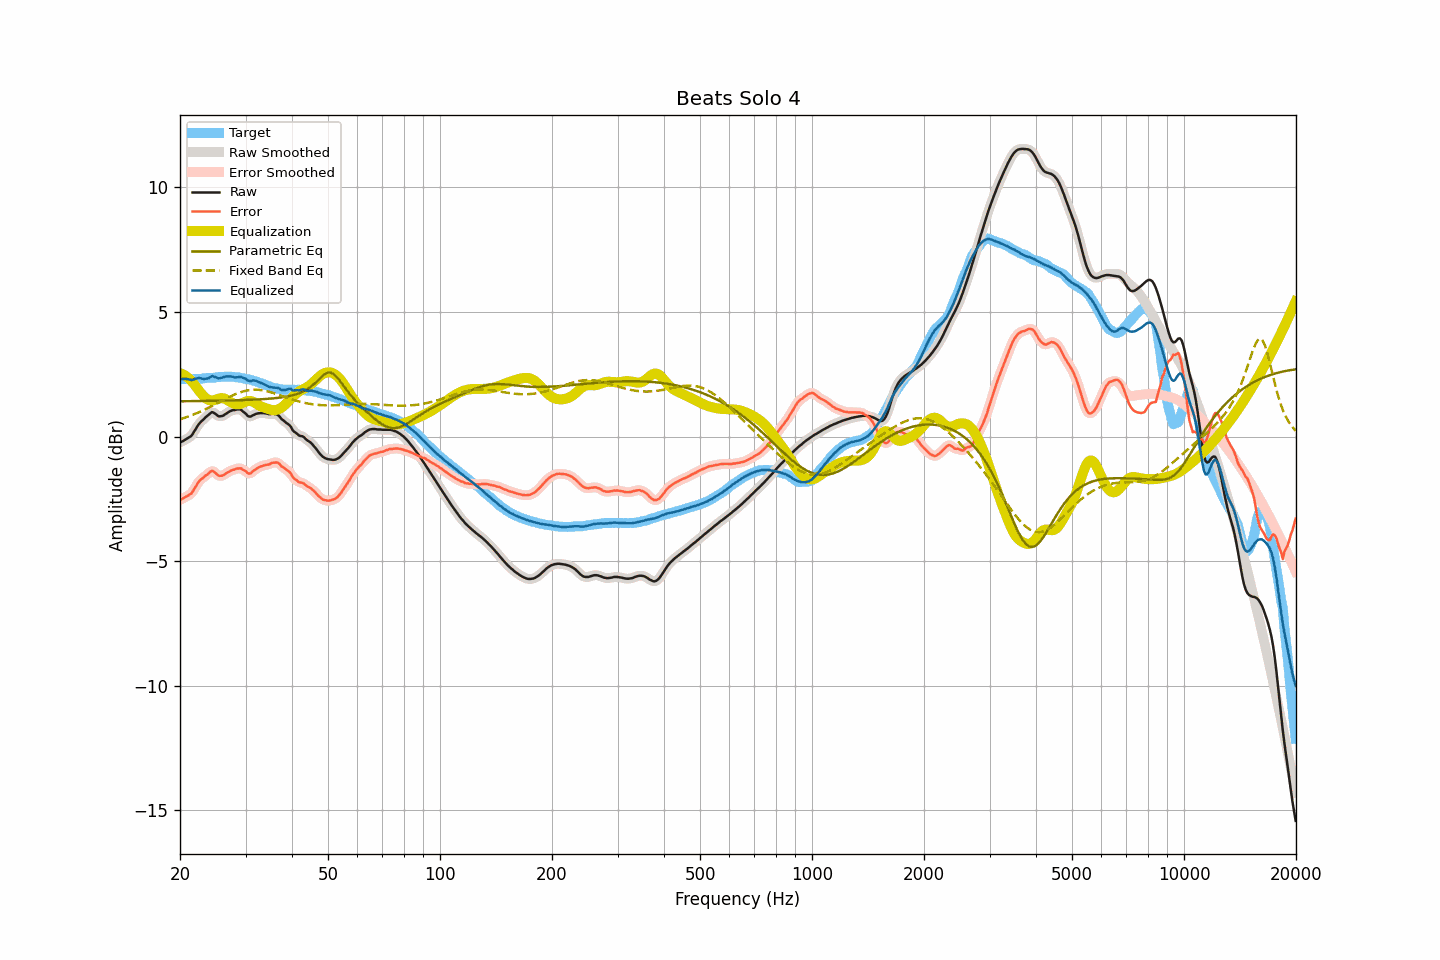 Beats Solo 4
Target
Raw Smoothed
Error Smoothed
Raw
Error
Equalization
Parametric Eq
Fixed Band Eq
Equalized
10
5
0
−5
−10
−15
Amplitude (dBr)
20 50 100 200 500 1000 2000 5000 10000 20000
Frequency (Hz)